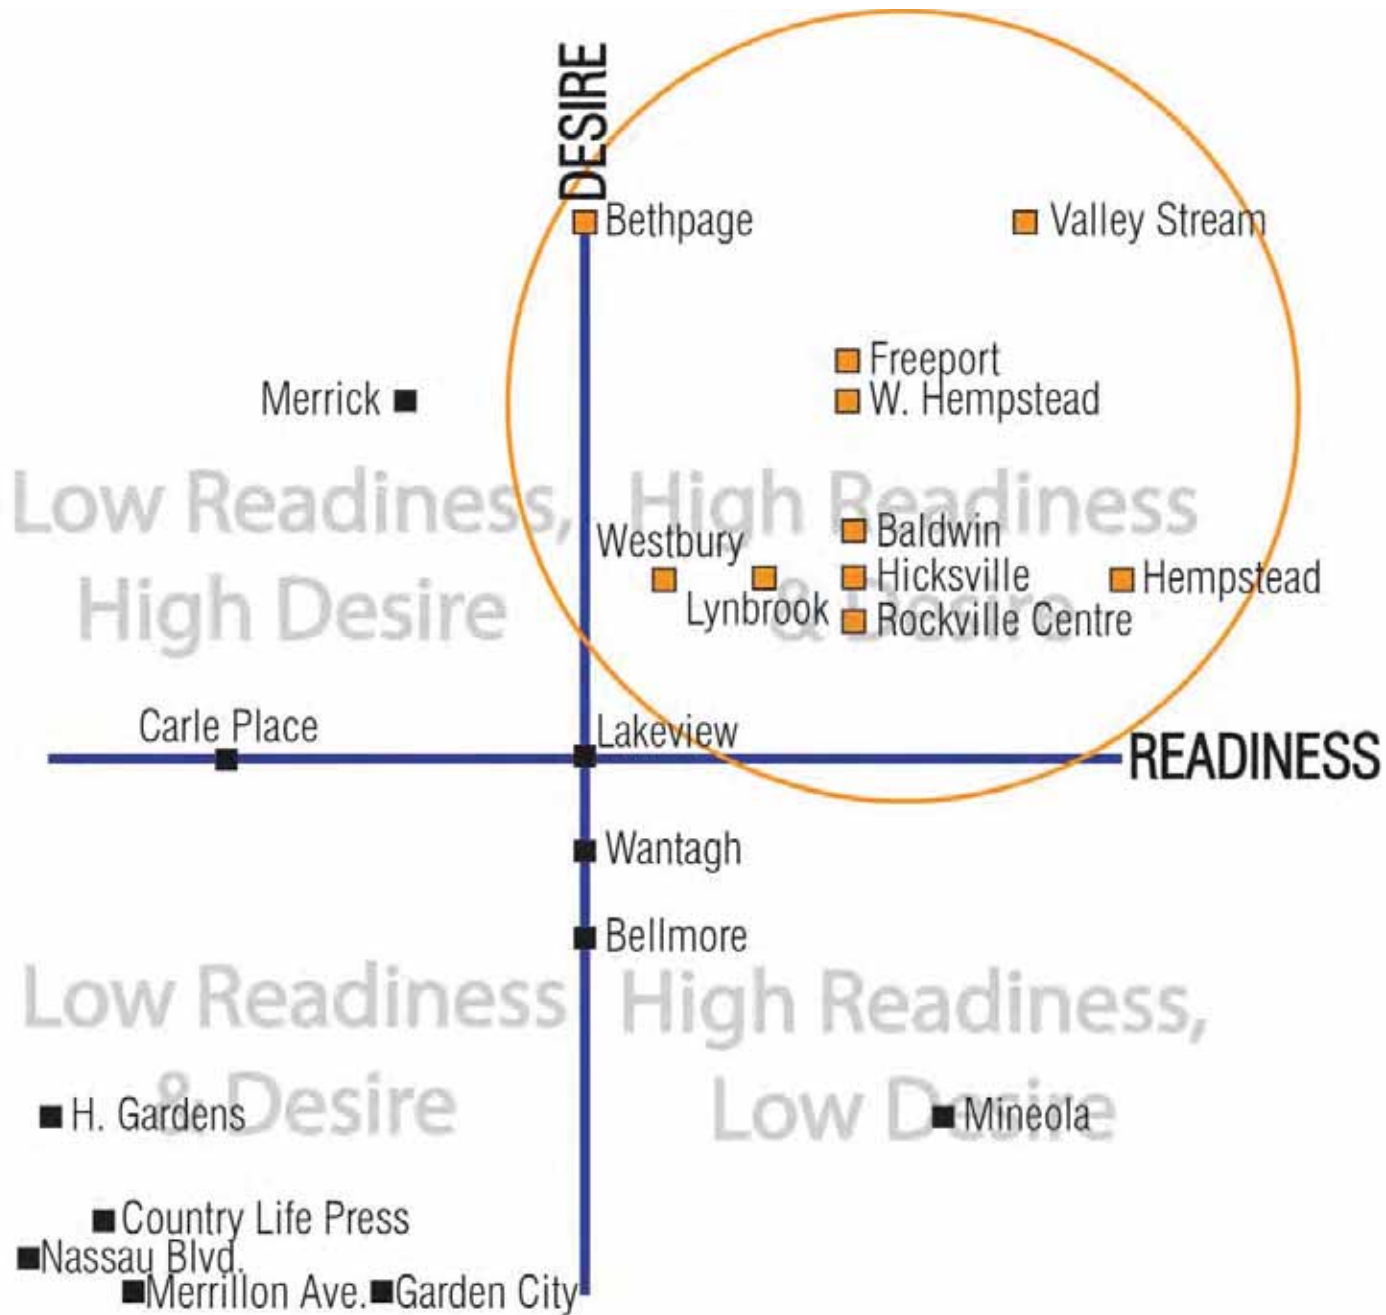 DESIRE
Bethpage
Valley Stream
Freeport
Merrick
W. Hempstead
Low Readiness,
High Desire
High Readiness
& Desire
Westbury
Baldwin
Hicksville
Hempstead
Lynbrook
Rockville Centre
Carle Place
Lakeview
READINESS
Wantagh
Bellmore
Low Readiness
& Desire
High Readiness,
Low Desire
H. Gardens
Mineola
Country Life Press
Nassau Blvd.
Merrillon Ave.
Garden City